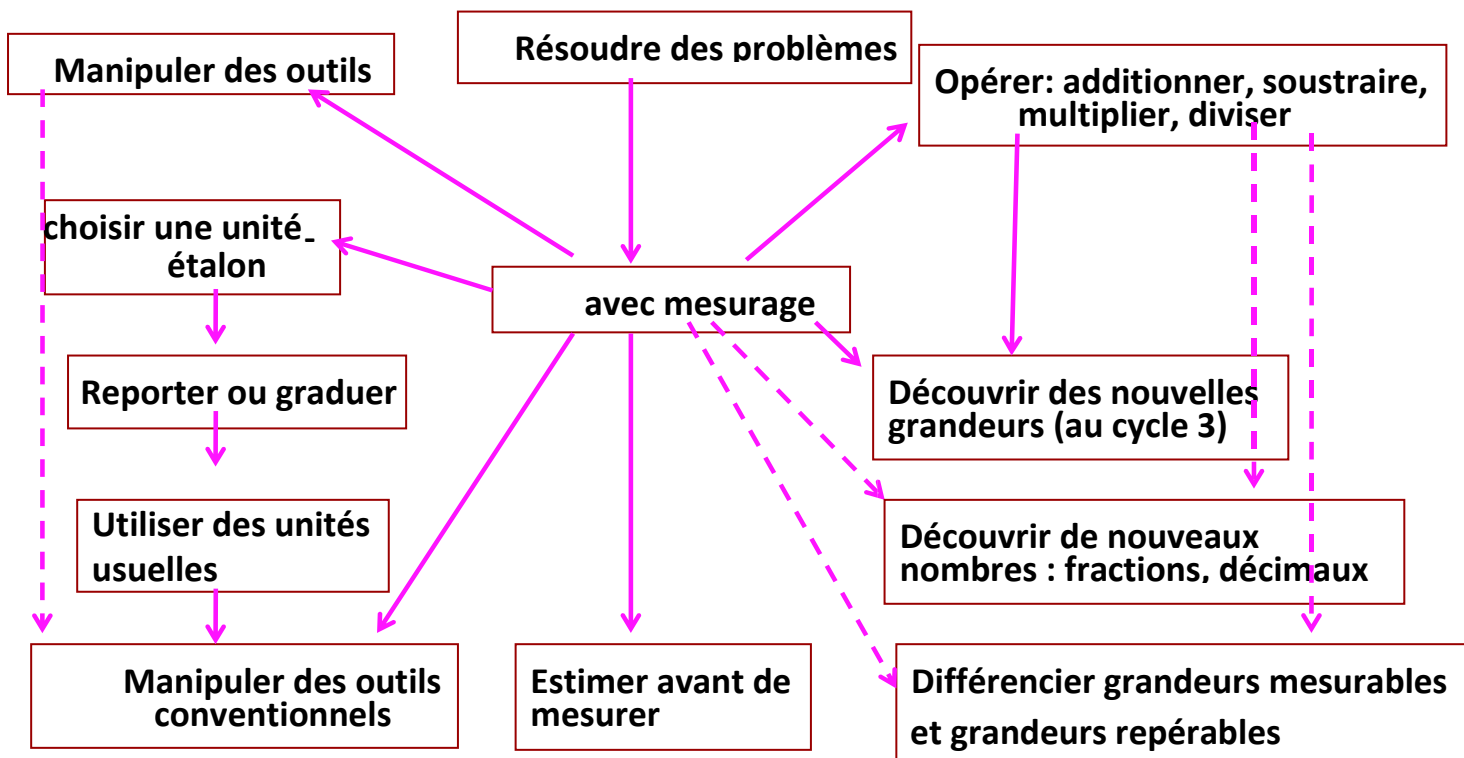 Manipuler des outils
Résoudre des problèmes
Opérer: additionner, soustraire,
multiplier, diviser
choisir une unité-
étalon
avec mesurage
Reporter ou graduer
Découvrir des nouvelles
grandeurs (au cycle 3)
Utiliser des unités
usuelles
Découvrir de nouveaux
nombres : fractions, décimaux
Manipuler des outils
conventionnels
Estimer avant de
mesurer
Différencier grandeurs mesurables
et grandeurs repérables